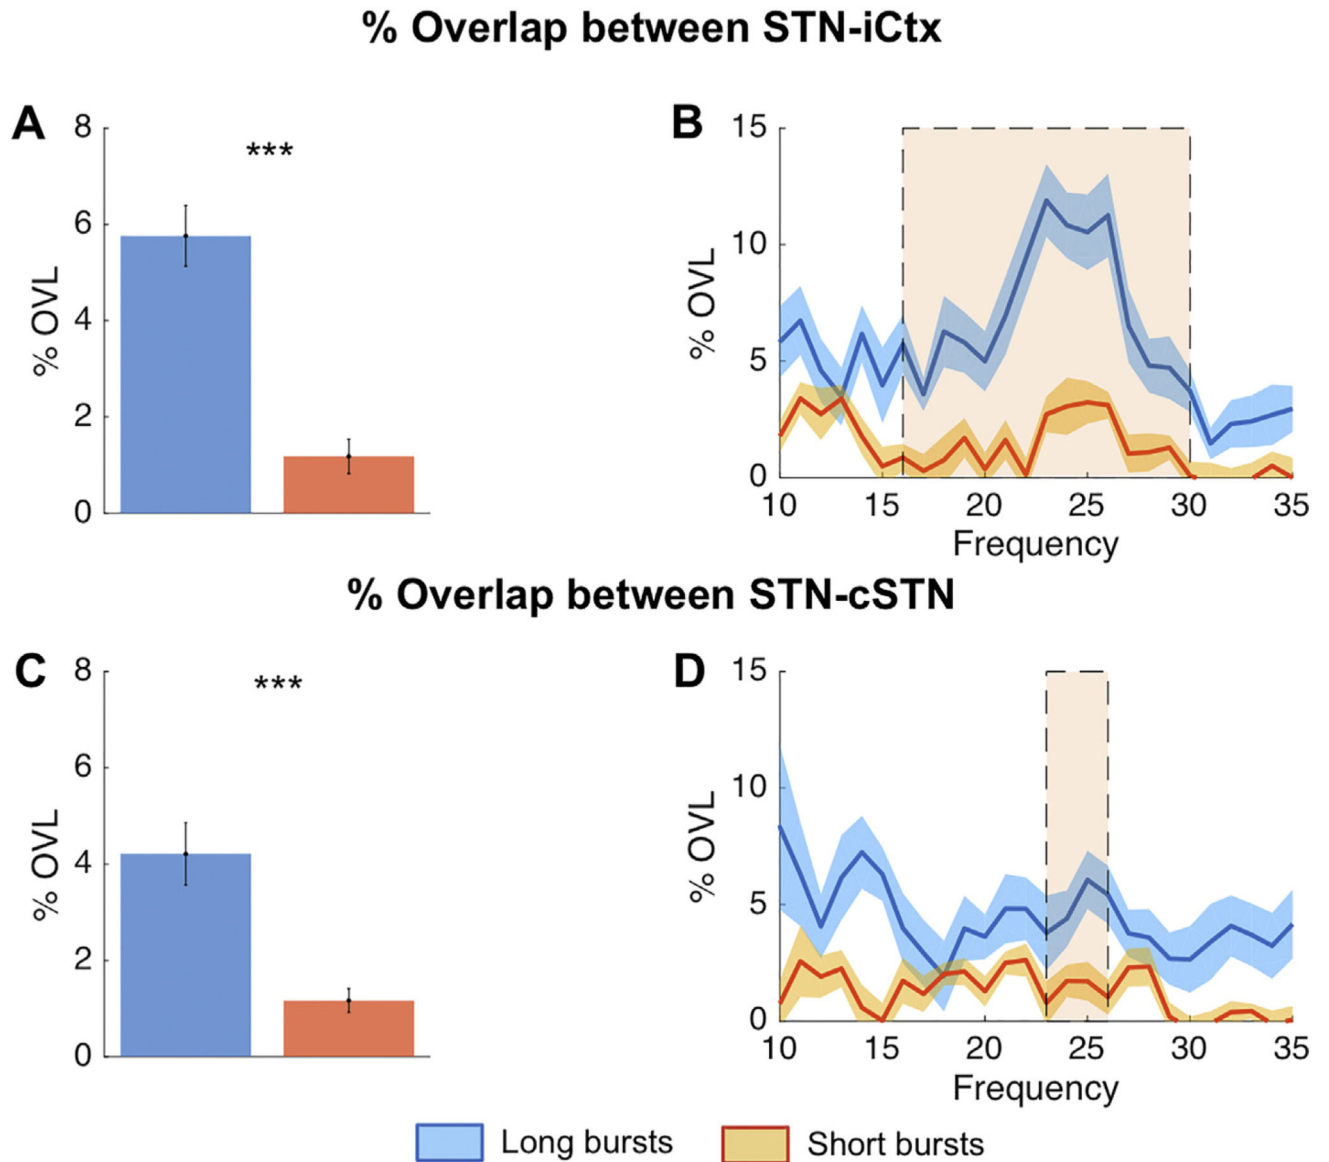 % Overlap between STN-iCtx
A
8
6
4
2
0
% OVL
***
B
15
10
5
0
% OVL
10 15 20 25 30 35
Frequency
% Overlap between STN-cSTN
C
8
6
4
2
0
% OVL
***
D
15
10
5
0
% OVL
10 15 20 25 30 35
Frequency
Long bursts Short bursts